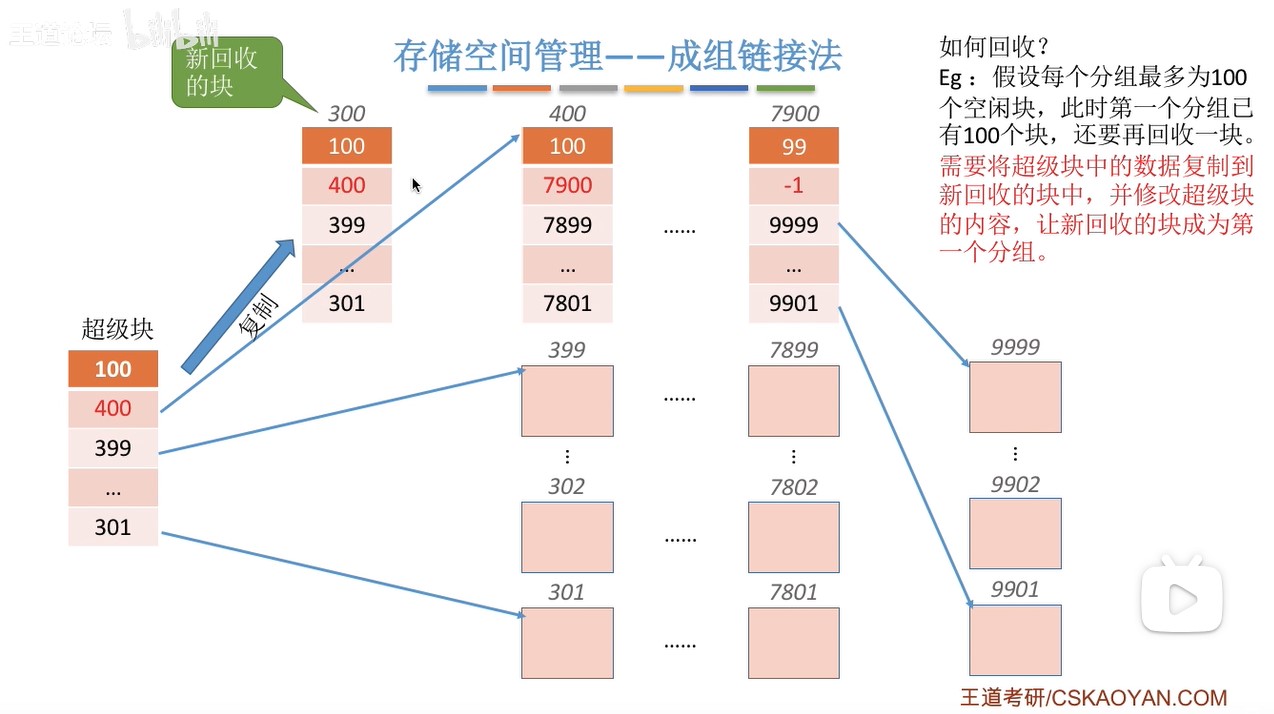 王道论坛 bilibili
存储空间管理——成组链接法
新回收
的块
如何回收？
Eg：假设每个分组最多为100
个空闲块，此时第一个分组已
有100个块，还要再回收一块。
需要将超级块中的数据复制到
新回收的块中，并修改超级块
的内容，让新回收的块成为第
一个分组。
300
100
400
399
...
301
400
100
7900
7899
...
7801
......
7900
99
-1
9999
...
9901
复制
超级块
100
400
399
...
301
399
⋮
302
301
......
......
......
7899
⋮
7802
7801
9999
⋮
9902
9901
王道考研/CSKAOYAN.COM